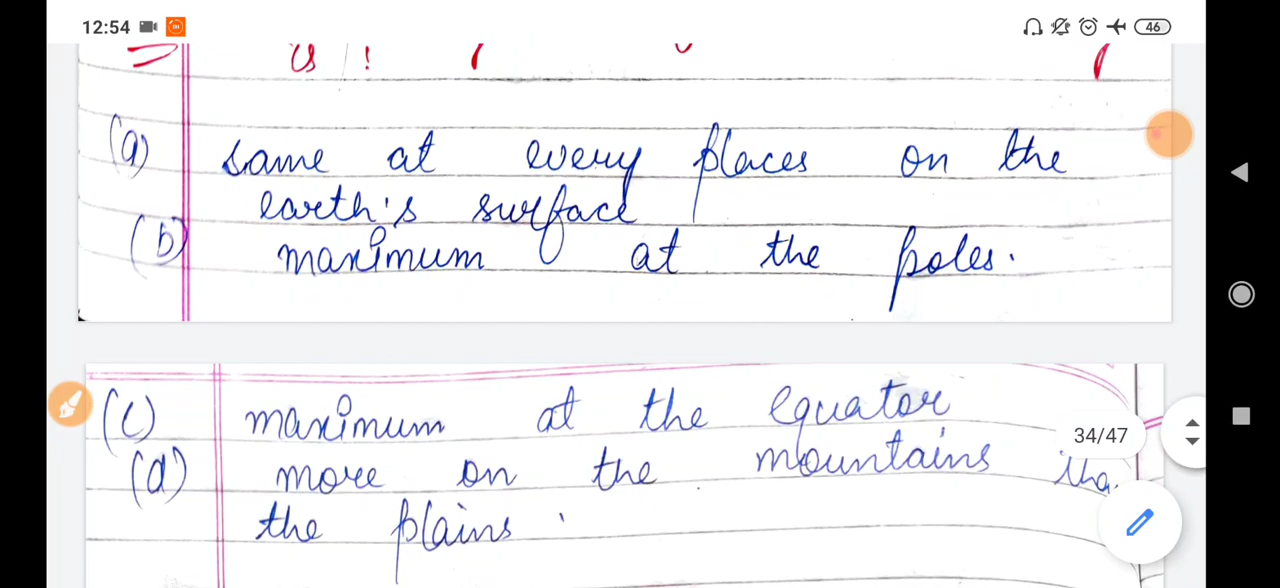 12:54
46
(a) same at every places on the
earth's surface
(b) maximum at the poles.
(c) maximum at the equator
34/47
(d) more on the mountains tha
the plains